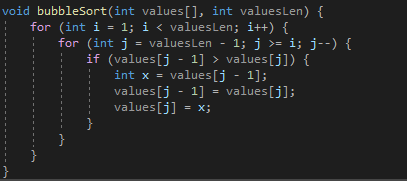 void bubbleSort(int values[], int valuesLen) {
    for (int i = 1; i < valuesLen; i++) {
        for (int j = valuesLen - 1; j >= i; j--) {
            if (values[j - 1] > values[j]) {
                int x = values[j - 1];
                values[j - 1] = values[j];
                values[j] = x;
            }
        }
    }
}